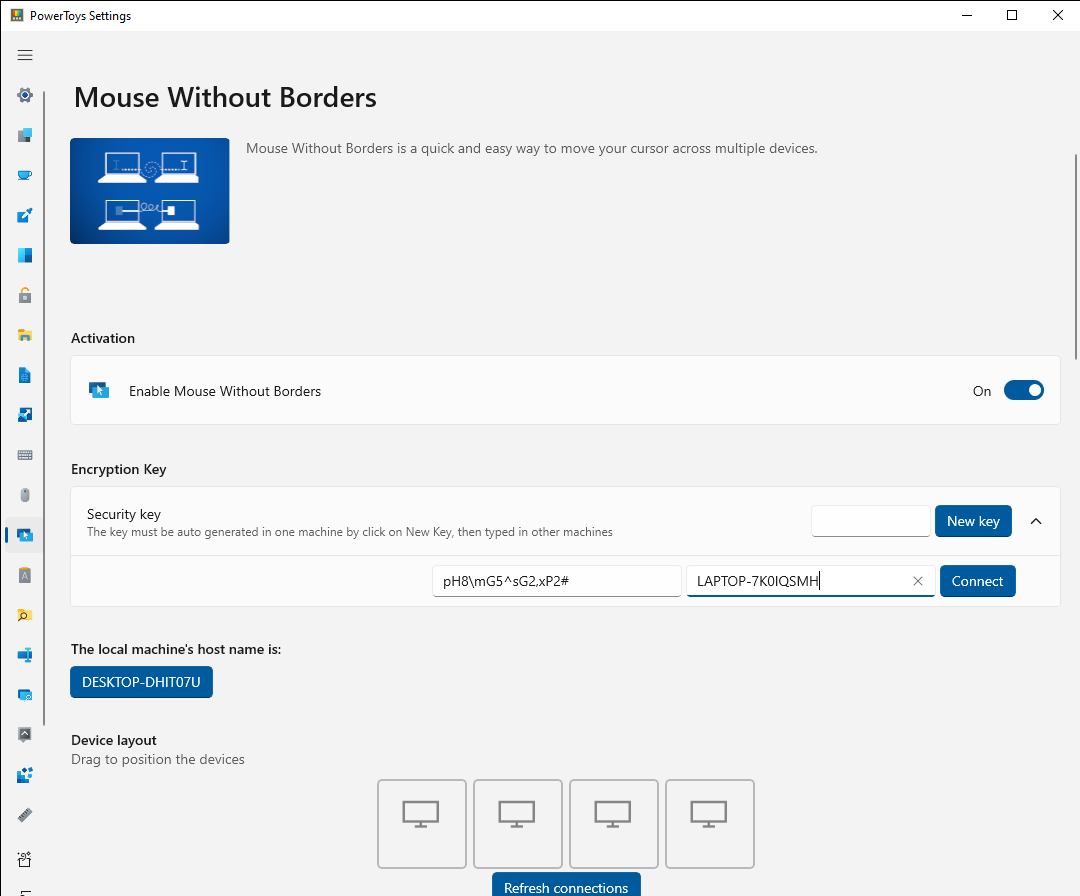 PowerToys Settings
Mouse Without Borders
Mouse Without Borders is a quick and easy way to move your cursor across multiple devices.
Activation
Enable Mouse Without Borders
On
Encryption Key
Security key
The key must be auto generated in one machine by click on New Key, then typed in other machines
New key
pH8\mG5^sG2,xP2#
LAPTOP-7K0IQSMH
Connect
The local machine's host name is:
DESKTOP-DHIT07U
Device layout
Drag to position the devices
Refresh connections